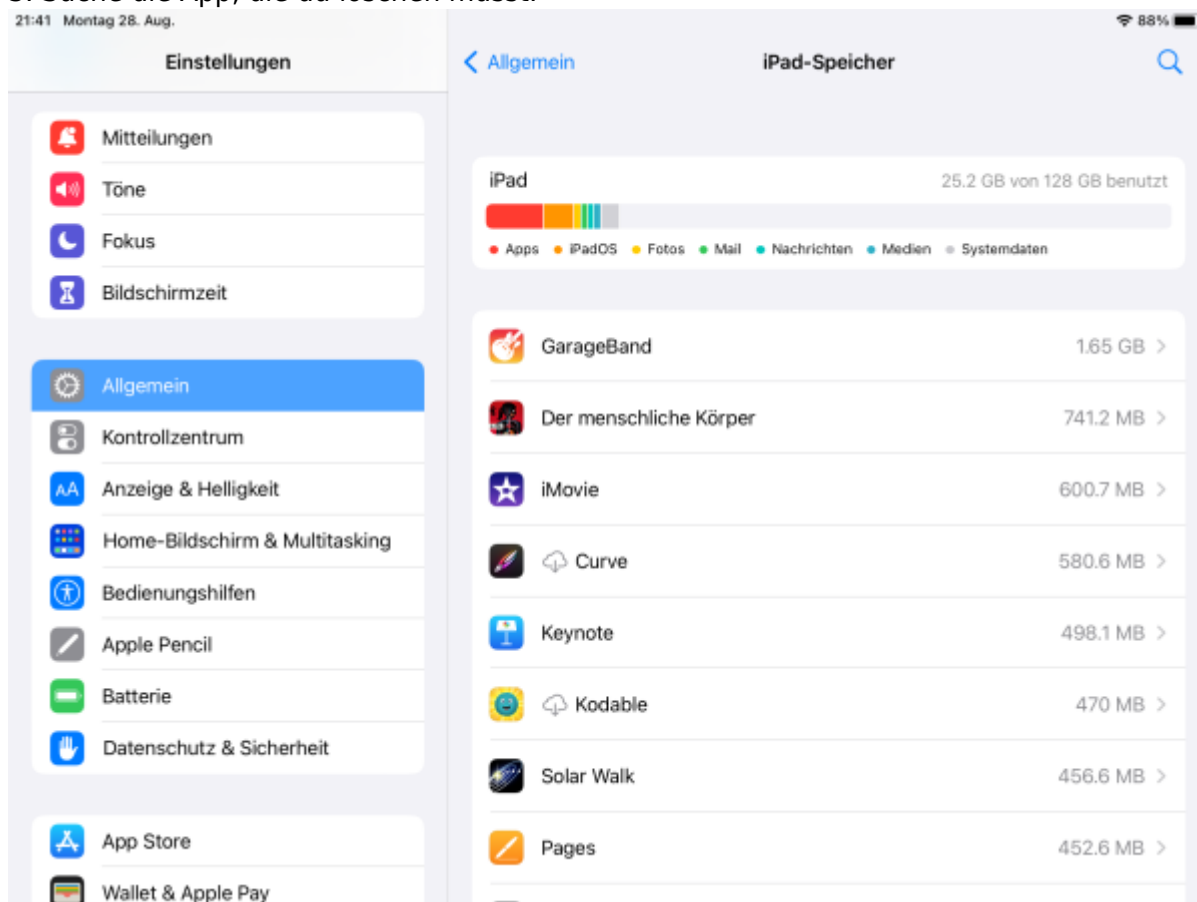 21:41 Montag 28. Aug.
88%
Einstellungen
Mitteilungen
Töne
Fokus
Bildschirmzeit
Allgemein
Kontrollzentrum
AA Anzeige & Helligkeit
Home-Bildschirm & Multitasking
Bedienungshilfen
Apple Pencil
Batterie
Datenschutz & Sicherheit
App Store
Wallet & Apple Pay
Allgemein
iPad-Speicher
iPad 25.2 GB von 128 GB benutzt
Apps iPadOS Fotos Mail Nachrichten Medien Systemdaten
GarageBand 1.65 GB
Der menschliche Körper 741.2 MB
iMovie 600.7 MB
Curve 580.6 MB
Keynote 498.1 MB
Kodable 470 MB
Solar Walk 456.6 MB
Pages 452.6 MB